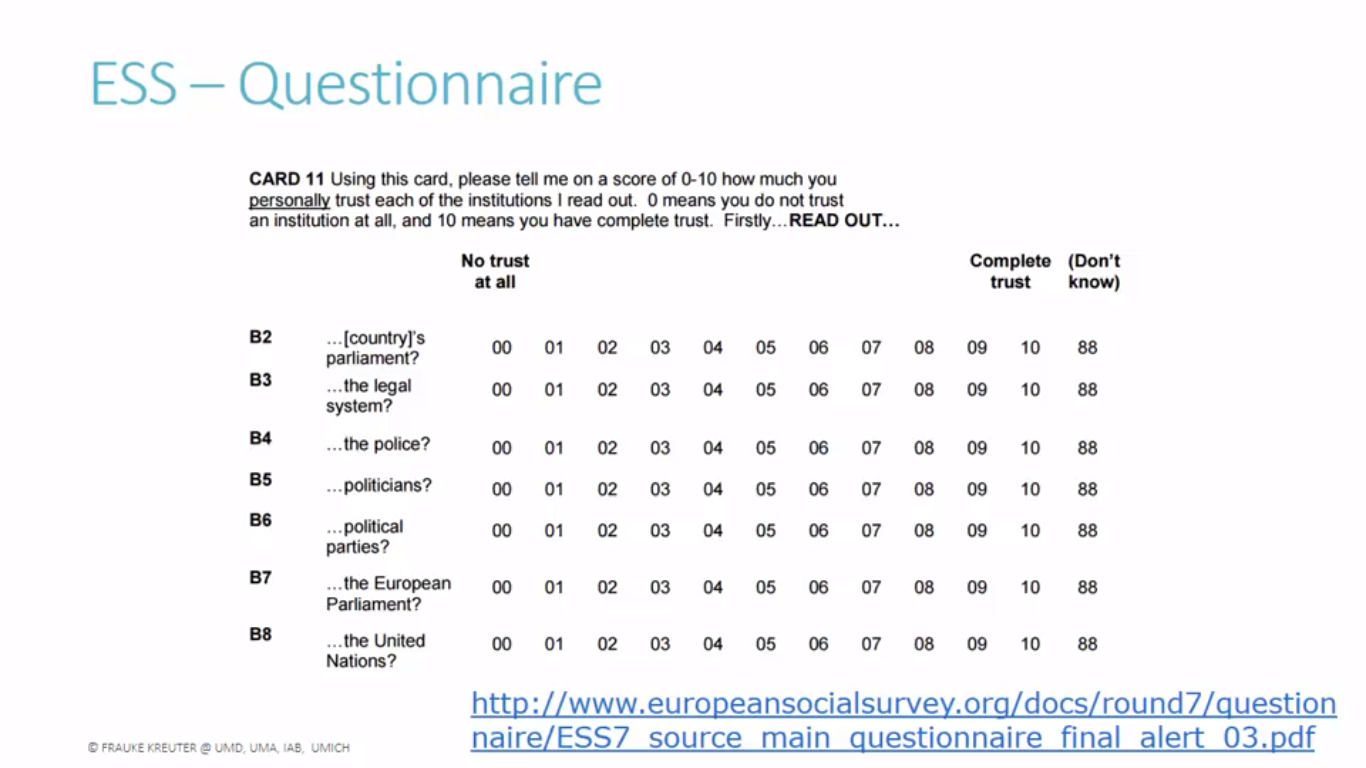 ESS – Questionnaire
CARD 11 Using this card, please tell me on a score of 0-10 how much you
personally trust each of the institutions I read out.  0 means you do not trust
an institution at all, and 10 means you have complete trust.  Firstly…READ OUT…
No trust at all Complete trust (Don't know)
B2 …[country]'s parliament? 00 01 02 03 04 05 06 07 08 09 10 88
B3 …the legal system? 00 01 02 03 04 05 06 07 08 09 10 88
B4 …the police? 00 01 02 03 04 05 06 07 08 09 10 88
B5 …politicians? 00 01 02 03 04 05 06 07 08 09 10 88
B6 …political parties? 00 01 02 03 04 05 06 07 08 09 10 88
B7 …the European Parliament? 00 01 02 03 04 05 06 07 08 09 10 88
B8 …the United Nations? 00 01 02 03 04 05 06 07 08 09 10 88
http://www.europeansocialsurvey.org/docs/round7/question
naire/ESS7_source_main_questionnaire_final_alert_03.pdf
© FRAUKE KREUTER @ UMD, UMA, IAB, UMICH